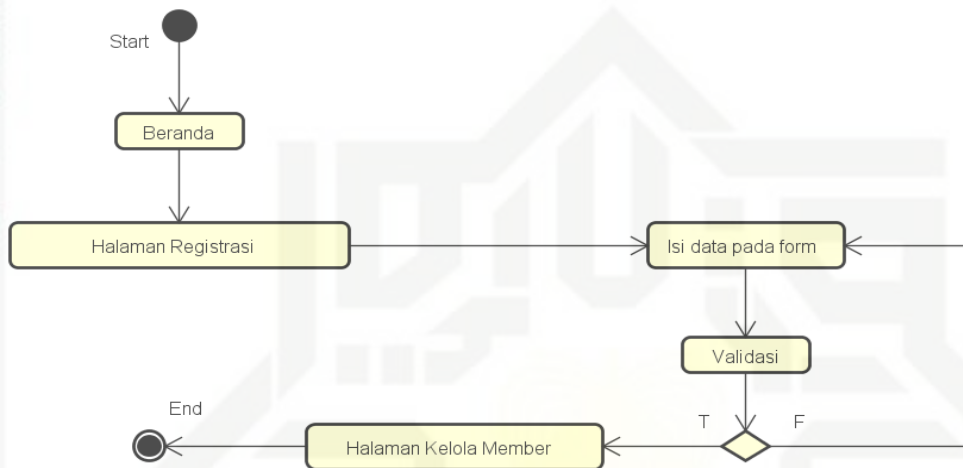 Start
Beranda
Halaman Registrasi
Isi data pada form
Validasi
T
F
End
Halaman Kelola Member